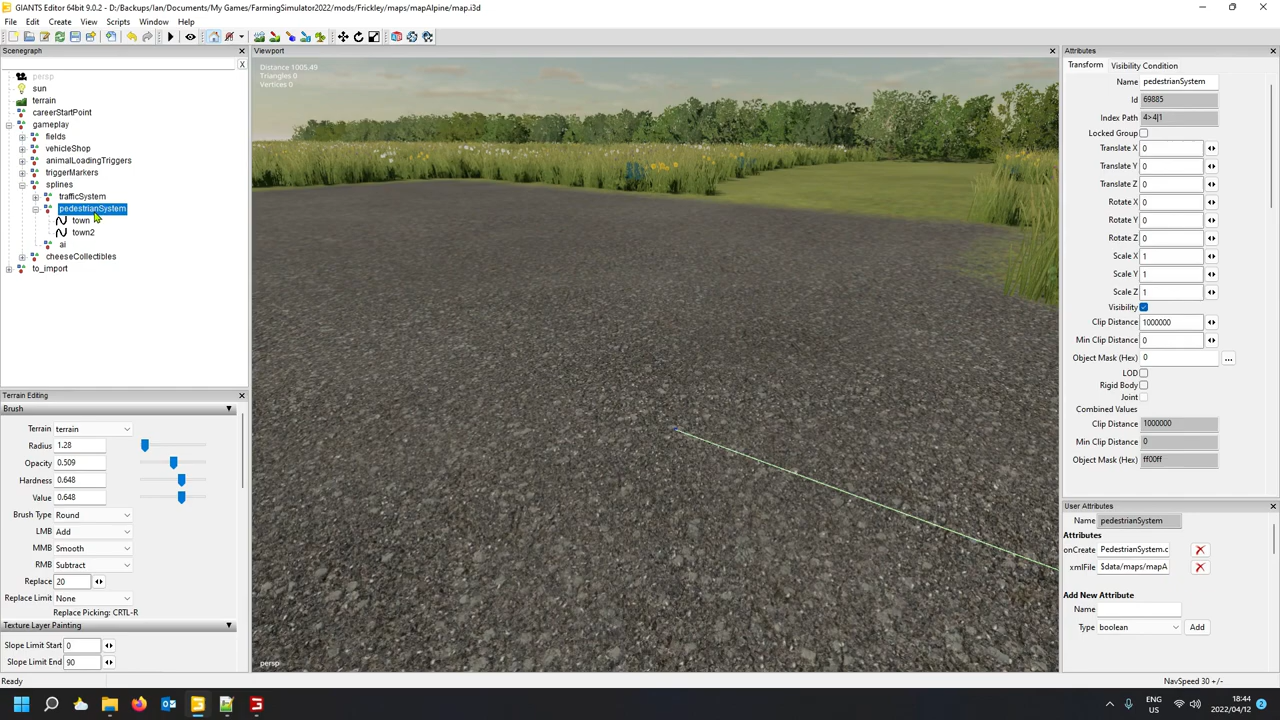 GIANTS Editor 64bit 9.0.2 - D:/Backups/Ian/Documents/My Games/FarmingSimulator2022/mods/Frickley/maps/mapAlpine/map.i3d
File Edit Create View Scripts Window Help
Scenegraph
X
persp
sun
terrain
careerStartPoint
gameplay
fields
vehicleShop
animalLoadingTriggers
triggerMarkers
splines
trafficSystem
pedestrianSystem
town
town2
ai
cheeseCollectibles
to_import
Terrain Editing
Brush
Terrain terrain
Radius 1.28
Opacity 0.509
Hardness 0.648
Value 0.648
Brush Type Round
LMB Add
MMB Smooth
RMB Subtract
Replace 20
Replace Limit None
Replace Picking: CRTL-R
Texture Layer Painting
Slope Limit Start 0
Slope Limit End 90
Ready
Viewport
Distance 1005.49
Triangles 0
Vertices 0
persp
Attributes
Transform Visibility Condition
Name pedestrianSystem
Id 69885
Index Path 4>4|1
Locked Group
Translate X 0
Translate Y 0
Translate Z 0
Rotate X 0
Rotate Y 0
Rotate Z 0
Scale X 1
Scale Y 1
Scale Z 1
Visibility
Clip Distance 1000000
Min Clip Distance 0
Object Mask (Hex) 0 ...
LOD
Rigid Body
Joint
Combined Values
Clip Distance 1000000
Min Clip Distance 0
Object Mask (Hex) ff00ff
User Attributes
Name pedestrianSystem
Attributes
onCreate PedestrianSystem.c
xmlFile $data/maps/mapA
Add New Attribute
Name
Type boolean Add
NavSpeed 30 +/-
ENG
US
18:44
2022/04/12
2